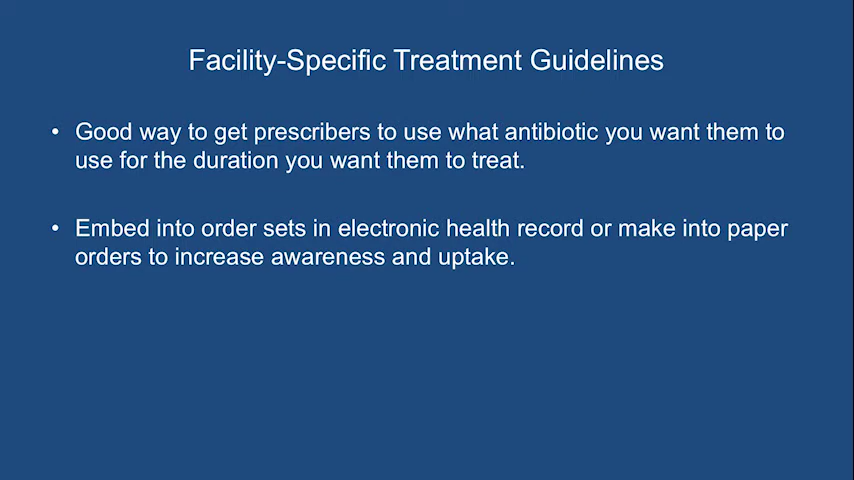 Facility-Specific Treatment Guidelines
• Good way to get prescribers to use what antibiotic you want them to
use for the duration you want them to treat.
• Embed into order sets in electronic health record or make into paper
orders to increase awareness and uptake.